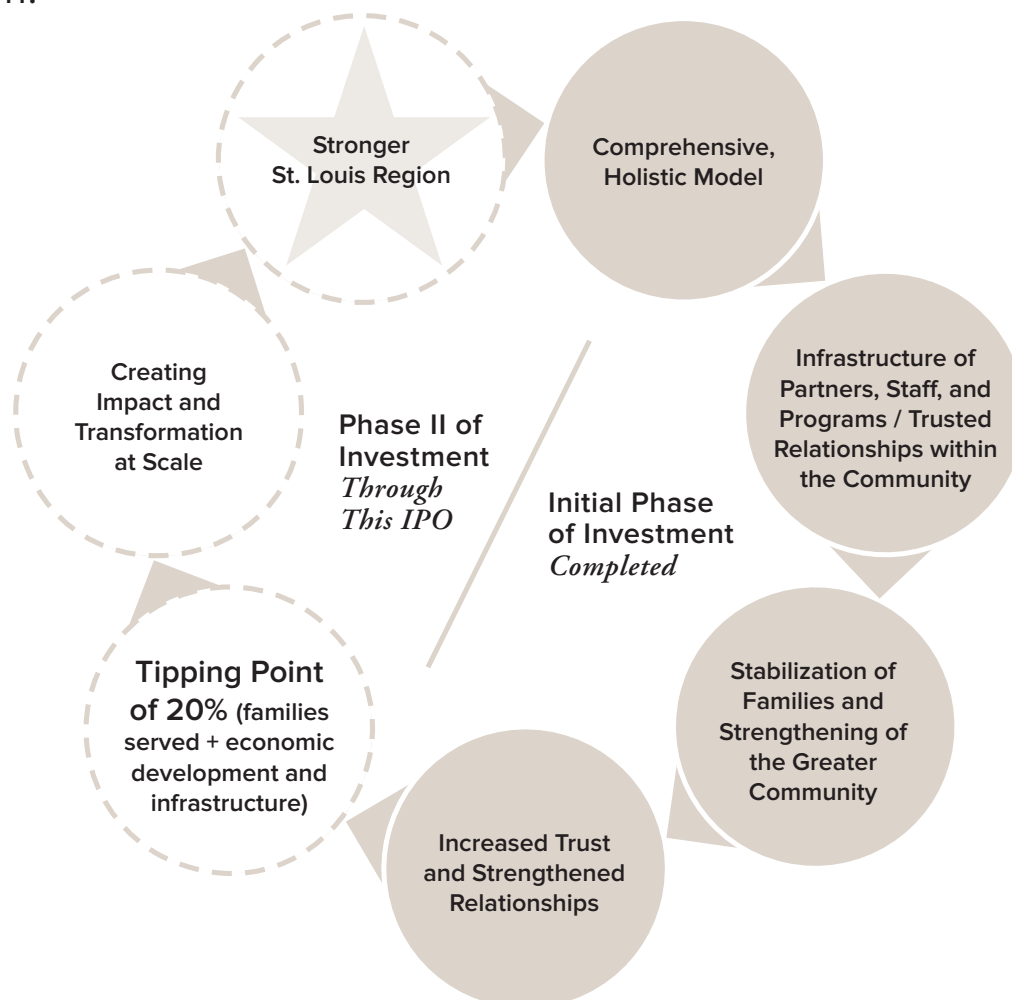 Stronger
St. Louis Region
Comprehensive,
Holistic Model
Infrastructure of
Partners, Staff, and
Programs / Trusted
Relationships within
the Community
Stabilization of
Families and
Strengthening of
the Greater
Community
Increased Trust
and Strengthened
Relationships
Tipping Point
of 20% (families
served + economic
development and
infrastructure)
Creating
Impact and
Transformation
at Scale
Phase II of
Investment
Through
This IPO
Initial Phase
of Investment
Completed